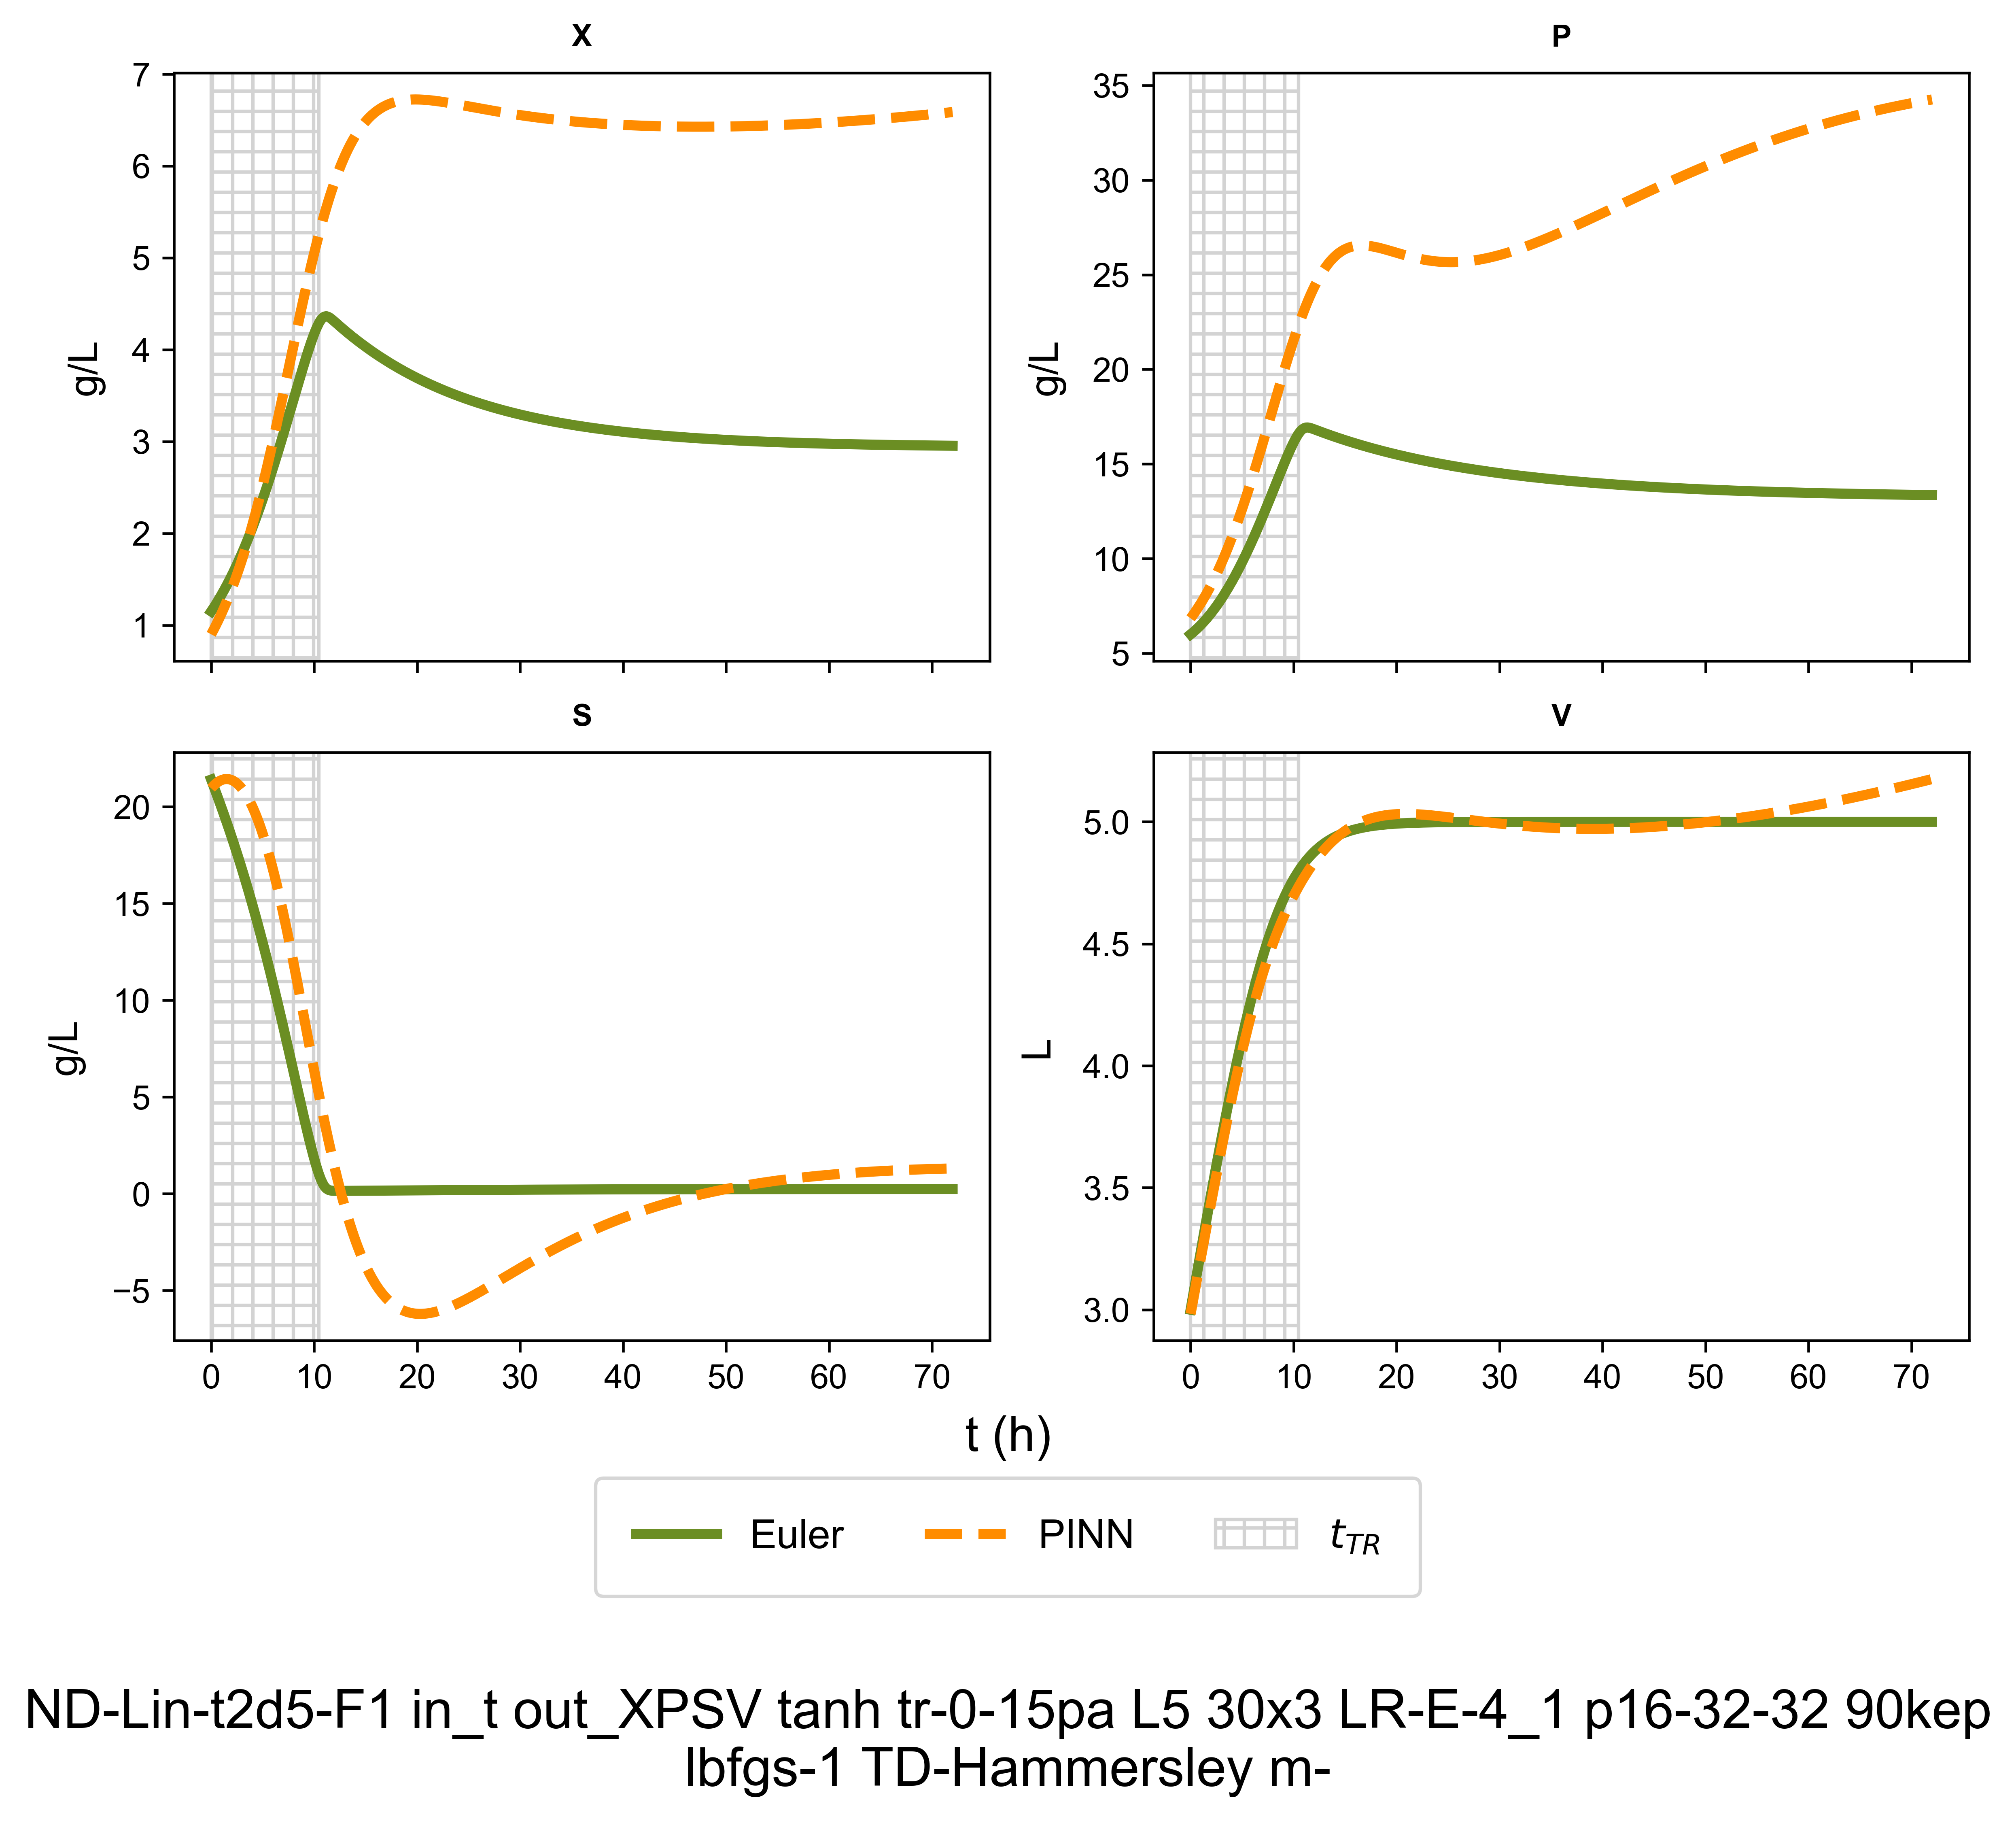 X
7
6
5
4
3
2
1
g/L
P
35
30
25
20
15
10
5
g/L
S
20
15
10
5
0
−5
g/L
0 10 20 30 40 50 60 70
V
5.0
4.5
4.0
3.5
3.0
L
0 10 20 30 40 50 60 70
t (h)
Euler PINN t_TR
ND-Lin-t2d5-F1 in_t out_XPSV tanh tr-0-15pa L5 30x3 LR-E-4_1 p16-32-32 90kep
lbfgs-1 TD-Hammersley m-